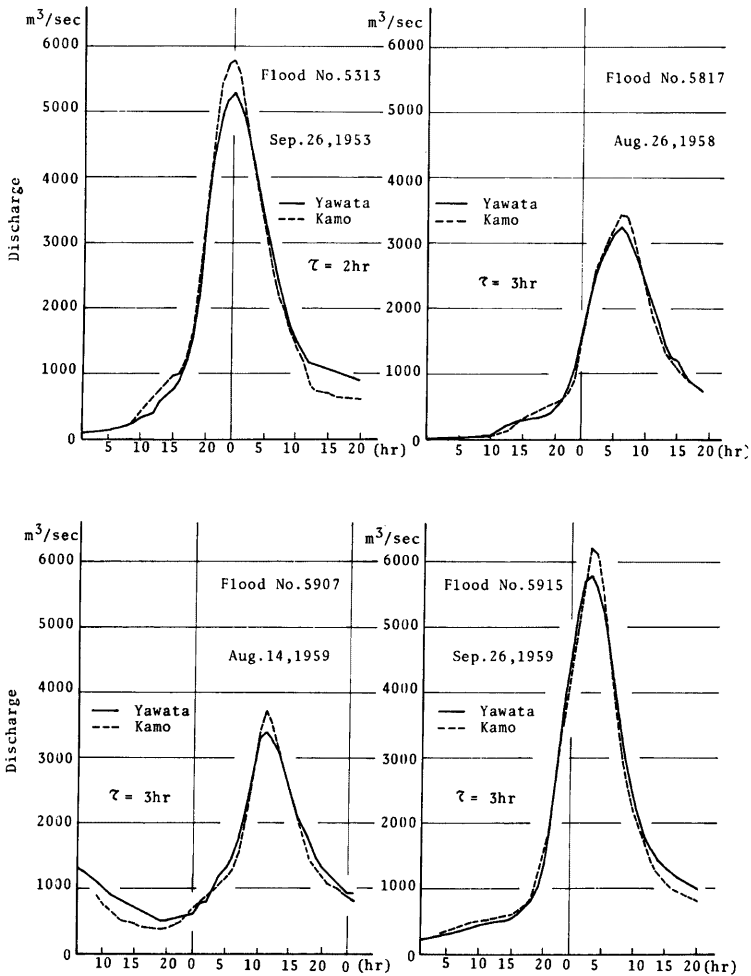 m³/sec
6000
5000
4000
3000
2000
1000
0
Discharge
Flood No.5313
Sep.26,1953
Yawata
Kamo
τ = 2hr
5 10 15 20 0 5 10 15 20 (hr)
m³/sec
6000
5000
4000
3000
2000
1000
0
Flood No.5817
Aug.26,1958
Yawata
Kamo
τ = 3hr
5 10 15 20 0 5 10 15 20 (hr)
m³/sec
6000
5000
4000
3000
2000
1000
0
Discharge
Flood No.5907
Aug.14,1959
Yawata
Kamo
τ = 3hr
10 15 20 0 5 10 15 20 0 (hr)
m³/sec
6000
5000
4000
3000
2000
1000
0
Flood No.5915
Sep.26,1959
Yawata
Kamo
τ = 3hr
5 10 15 20 0 5 10 15 20 (hr)